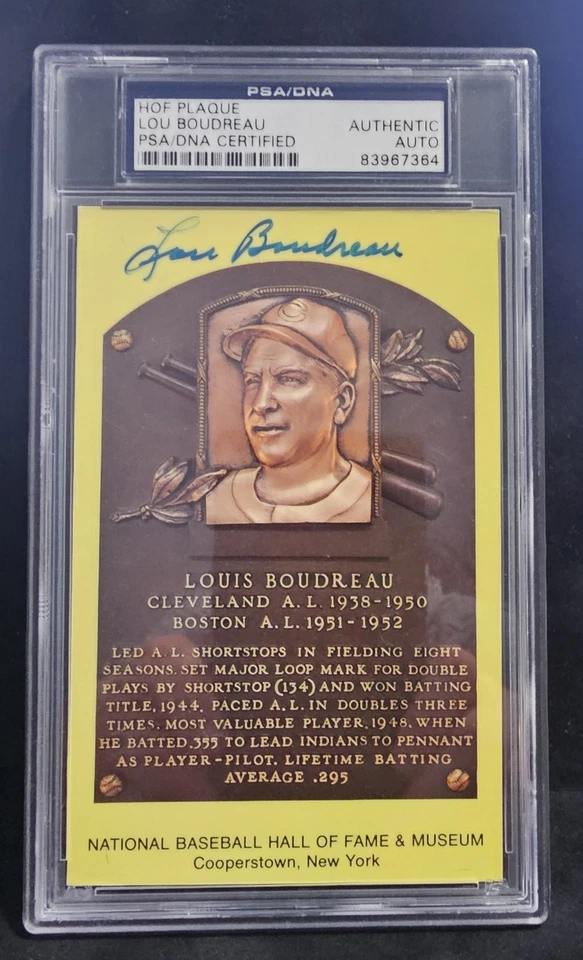 PSA/DNA
HOF PLAQUE
LOU BOUDREAU AUTHENTIC
PSA/DNA CERTIFIED AUTO
83967364
Lou Boudreau
C
LOUIS BOUDREAU
CLEVELAND A.L. 1938-1950
BOSTON A.L. 1951-1952
LED A.L. SHORTSTOPS IN FIELDING EIGHT
SEASONS. SET MAJOR LOOP MARK FOR DOUBLE
PLAYS BY SHORTSTOP (134) AND WON BATTING
TITLE, 1944. PACED A.L. IN DOUBLES THREE
TIMES. MOST VALUABLE PLAYER, 1948, WHEN
HE BATTED .355 TO LEAD INDIANS TO PENNANT
AS PLAYER-PILOT. LIFETIME BATTING
AVERAGE .295
NATIONAL BASEBALL HALL OF FAME & MUSEUM
Cooperstown, New York